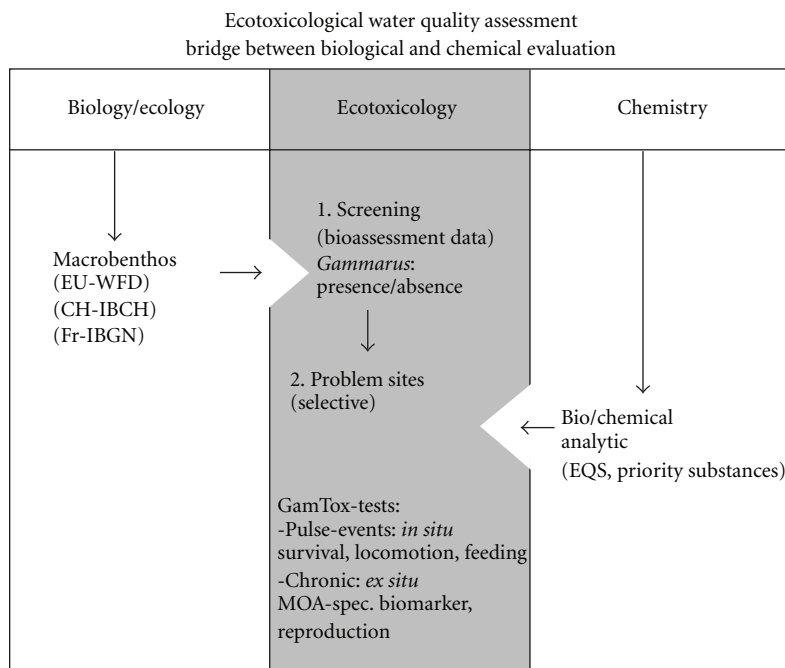 Ecotoxicological water quality assessment
bridge between biological and chemical evaluation
Biology/ecology
Ecotoxicology
Chemistry
Macrobenthos
(EU-WFD)
(CH-IBCH)
(Fr-IBGN)
1. Screening
(bioassessment data)
Gammarus:
presence/absence
2. Problem sites
(selective)
Bio/chemical
analytic
(EQS, priority substances)
GamTox-tests:
-Pulse-events: in situ
survival, locomotion, feeding
-Chronic: ex situ
MOA-spec. biomarker,
reproduction